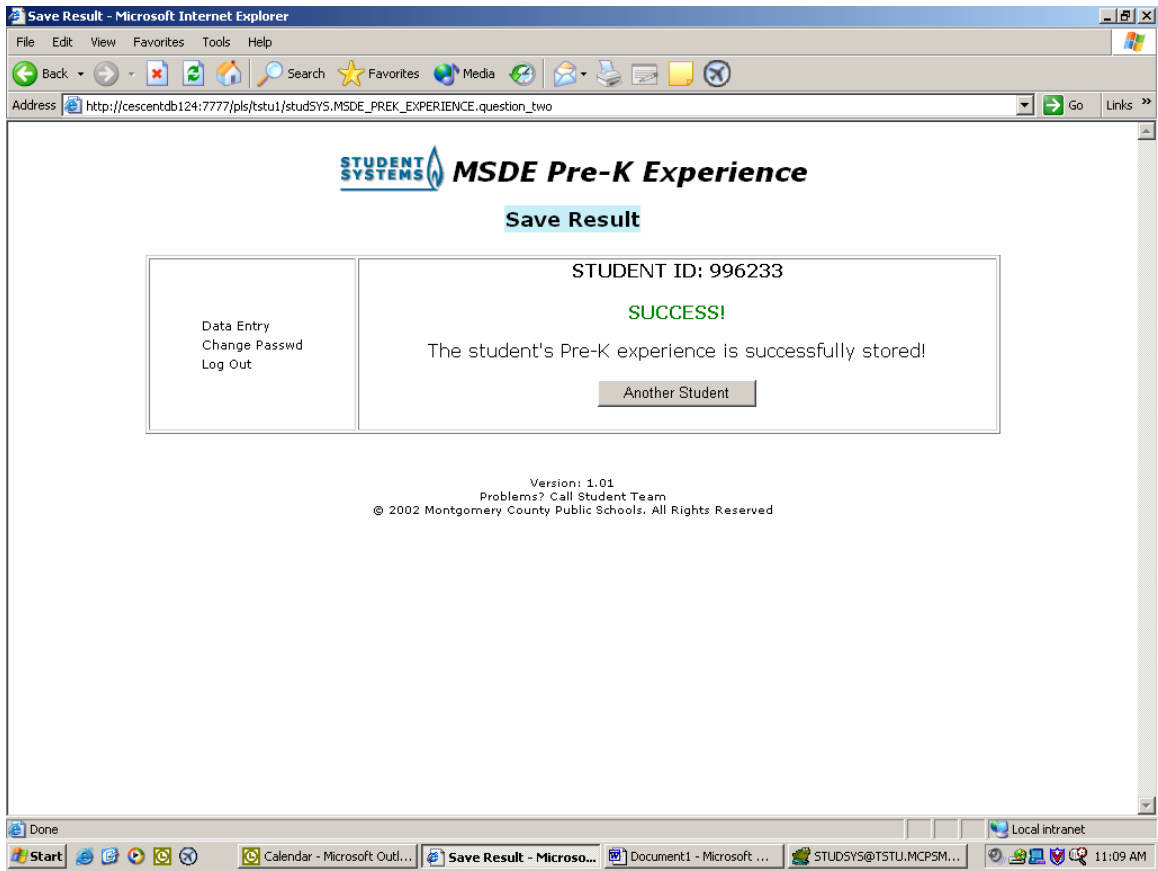 Save Result - Microsoft Internet Explorer
File Edit View Favorites Tools Help
Back Search Favorites Media
Address http://cescentdb124:7777/pls/tstu1/studSYS.MSDE_PREK_EXPERIENCE.question_two Go Links »
STUDENT SYSTEMS MSDE Pre-K Experience
Save Result
STUDENT ID: 996233
SUCCESS!
Data Entry
Change Passwd
Log Out
The student's Pre-K experience is successfully stored!
Another Student
Version: 1.01
Problems? Call Student Team
© 2002 Montgomery County Public Schools. All Rights Reserved
Done Local intranet
Start Calendar - Microsoft Outl... Save Result - Microso... Document1 - Microsoft ... STUDSYS@TSTU.MCPSM... 11:09 AM